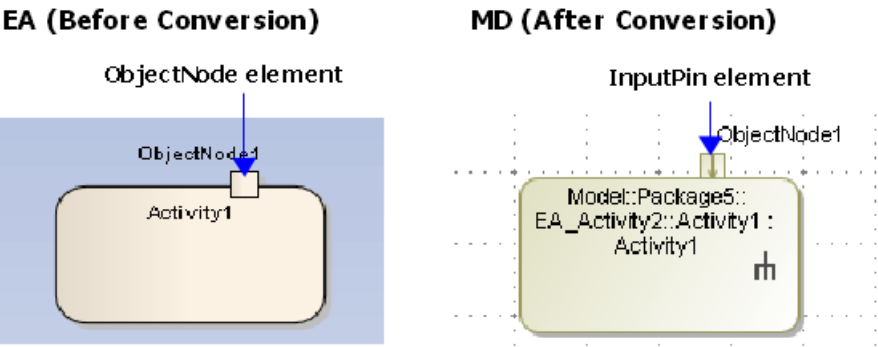 EA (Before Conversion)
MD (After Conversion)
ObjectNode element
InputPin element
ObjectNode1
ObjectNode1
Activity1
Model::Package5::
EA_Activity2::Activity1 :
Activity1